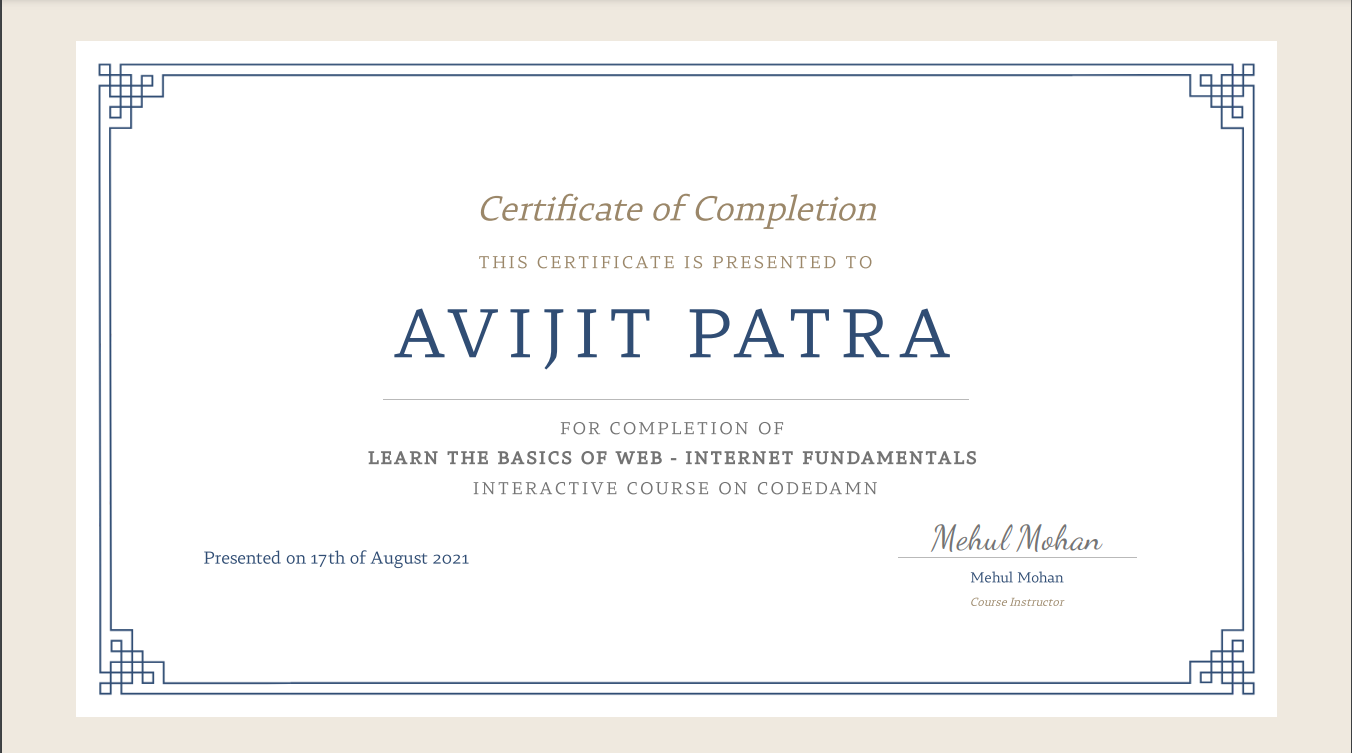 Certificate of Completion
THIS CERTIFICATE IS PRESENTED TO
AVIJIT PATRA
FOR COMPLETION OF
LEARN THE BASICS OF WEB - INTERNET FUNDAMENTALS
INTERACTIVE COURSE ON CODEDAMN
Presented on 17th of August 2021
Mehul Mohan
Mehul Mohan
Course Instructor